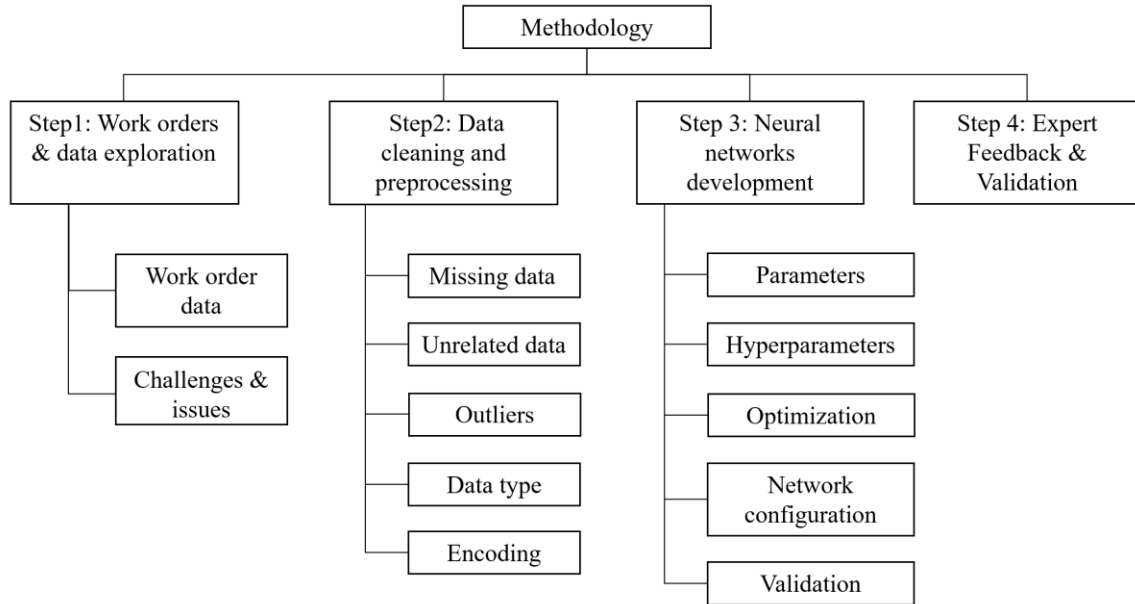 Methodology
Step1: Work orders
& data exploration
Work order
data
Challenges &
issues
Step2: Data
cleaning and
preprocessing
Missing data
Unrelated data
Outliers
Data type
Encoding
Step 3: Neural
networks
development
Parameters
Hyperparameters
Optimization
Network
configuration
Validation
Step 4: Expert
Feedback &
Validation